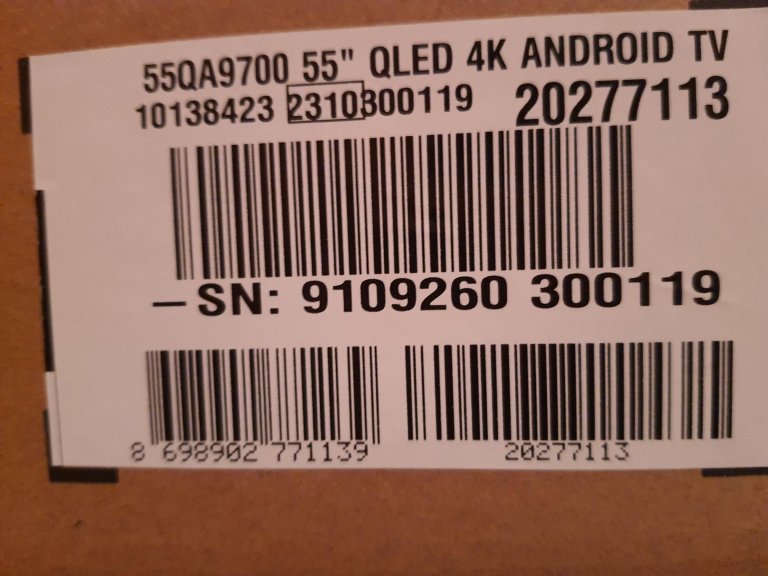 55QA9700 55" QLED 4K ANDROID TV
10138423 2310300119 20277113
– SN: 9109260 300119
8 698902 771139 20277113